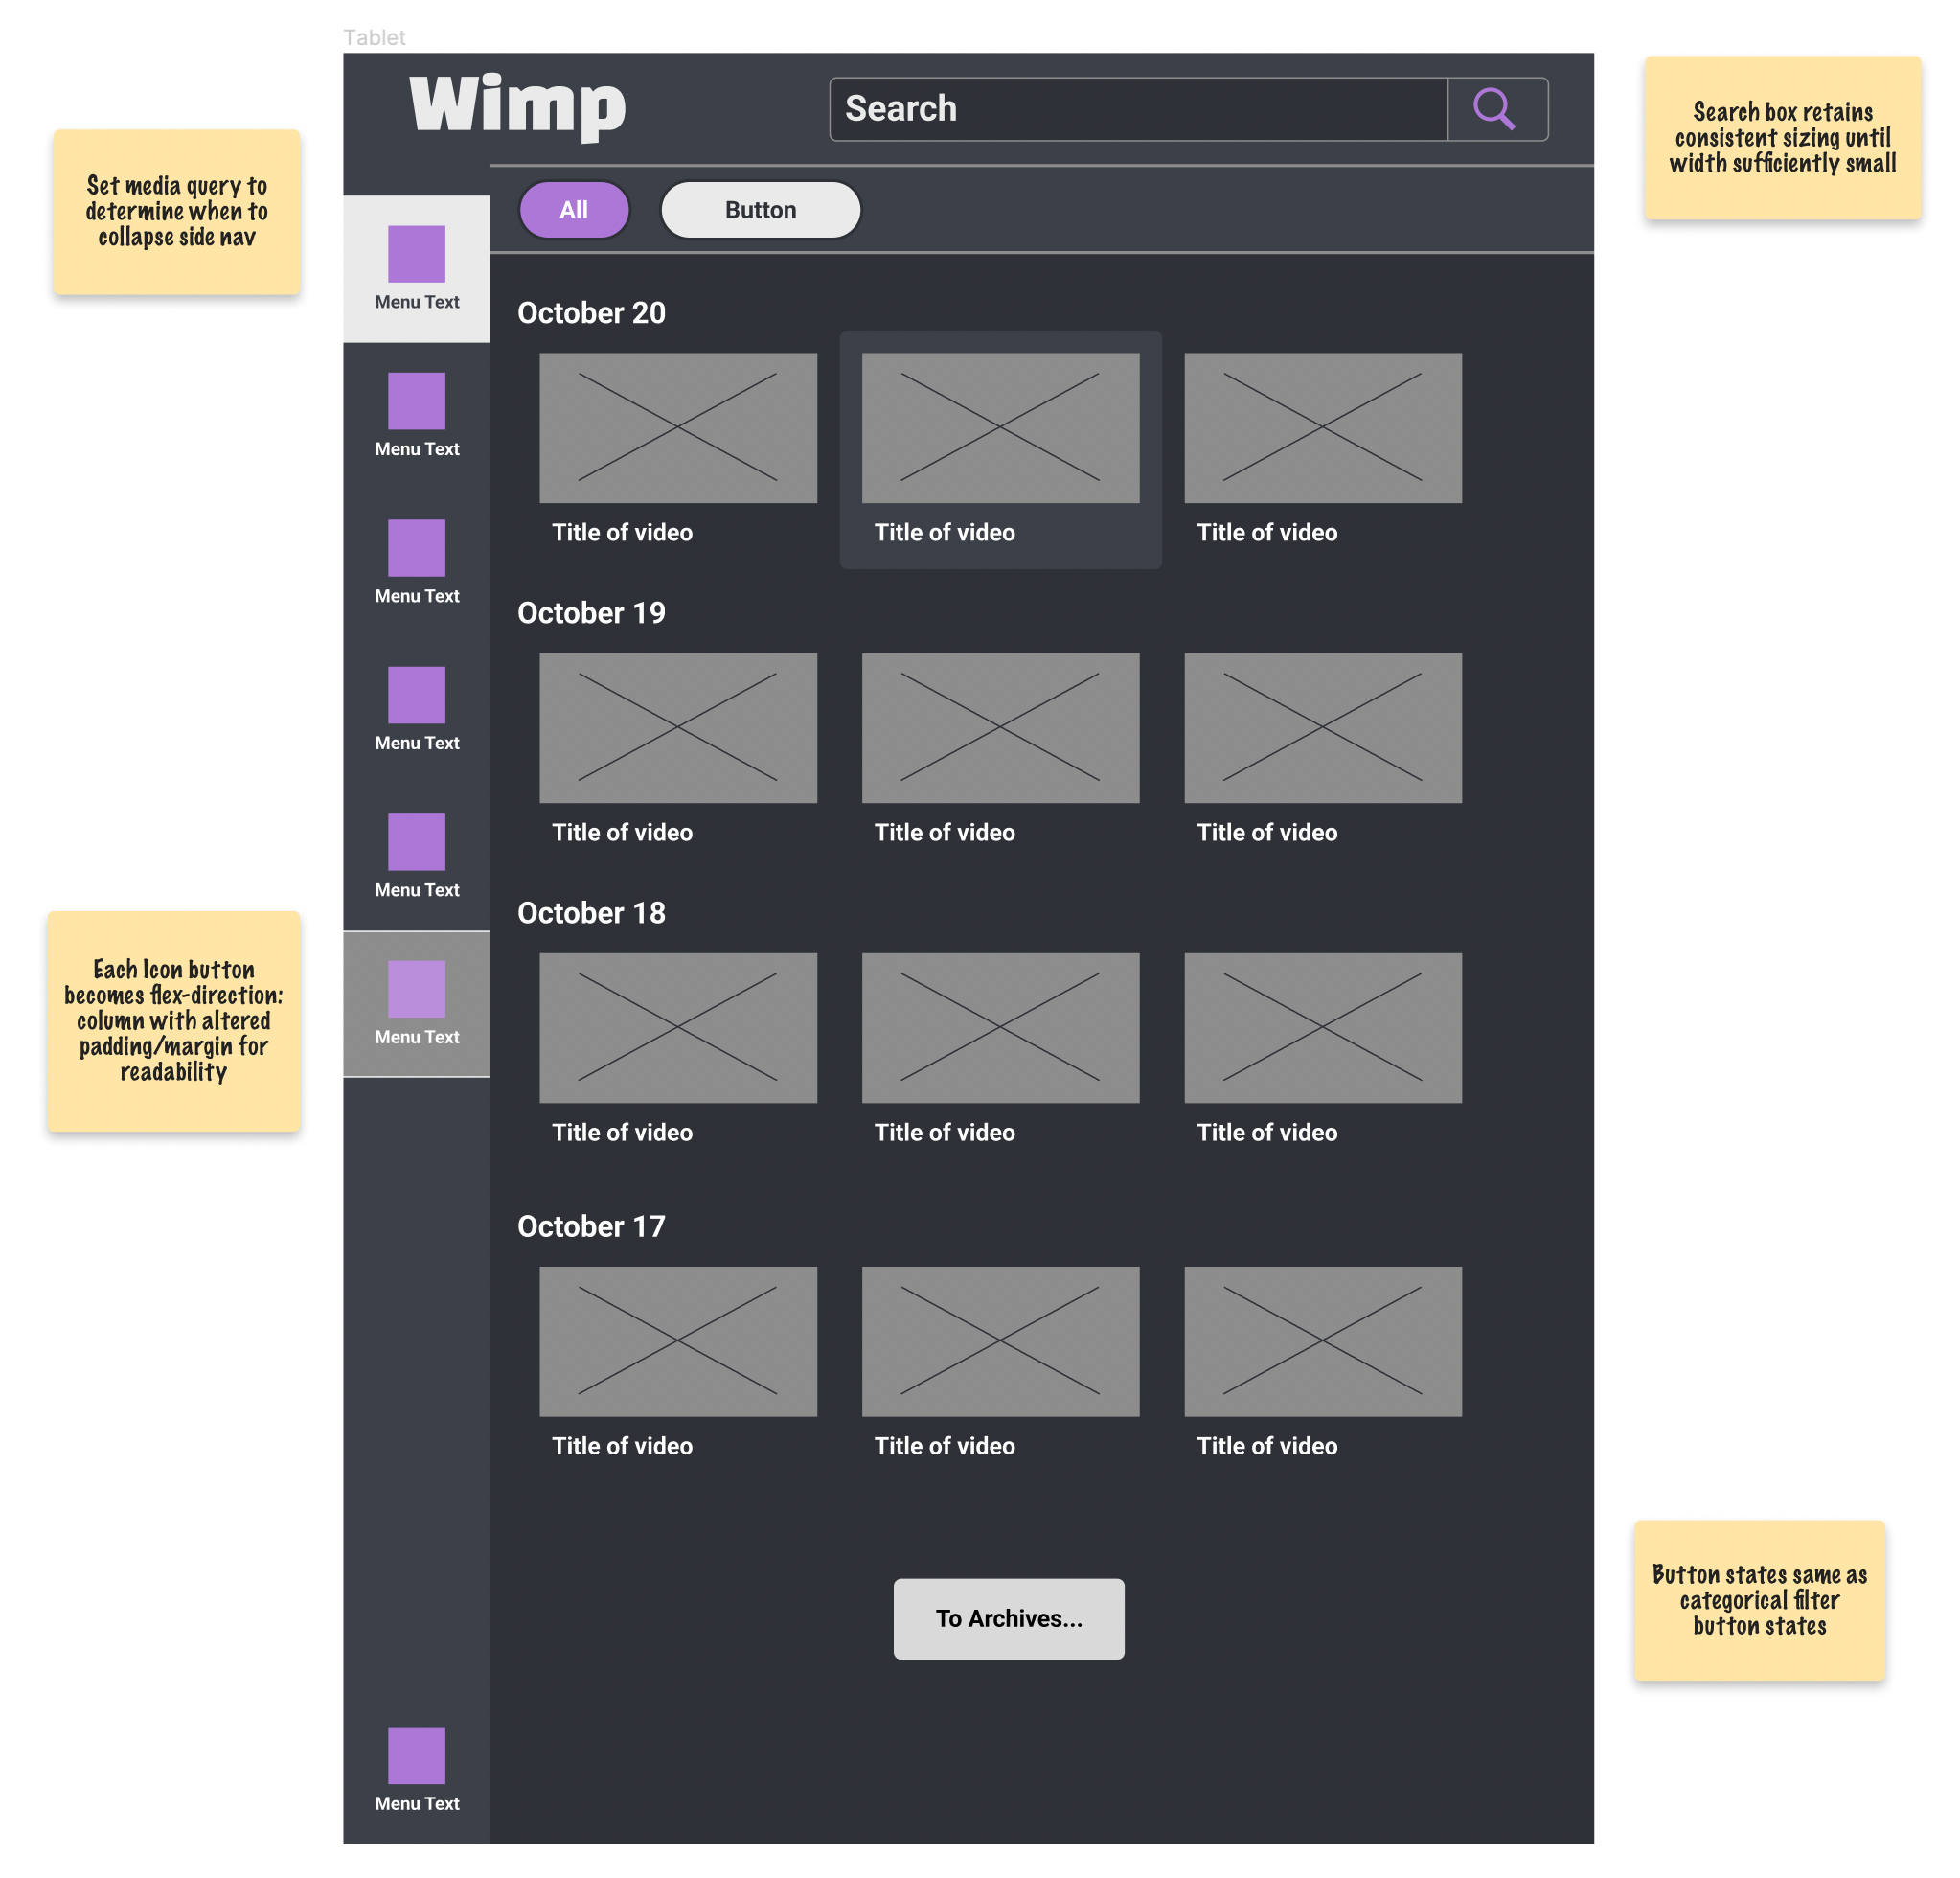 Tablet
Wimp
Search
Search box retains
consistent sizing until
width sufficiently small
Set media query to
determine when to
collapse side nav
All
Button
Menu Text
Menu Text
Menu Text
Menu Text
Menu Text
Menu Text
Menu Text
October 20
Title of video
Title of video
Title of video
October 19
Title of video
Title of video
Title of video
October 18
Title of video
Title of video
Title of video
October 17
Title of video
Title of video
Title of video
To Archives...
Each Icon button
becomes flex-direction:
column with altered
padding/margin for
readability
Button states same as
categorical filter
button states